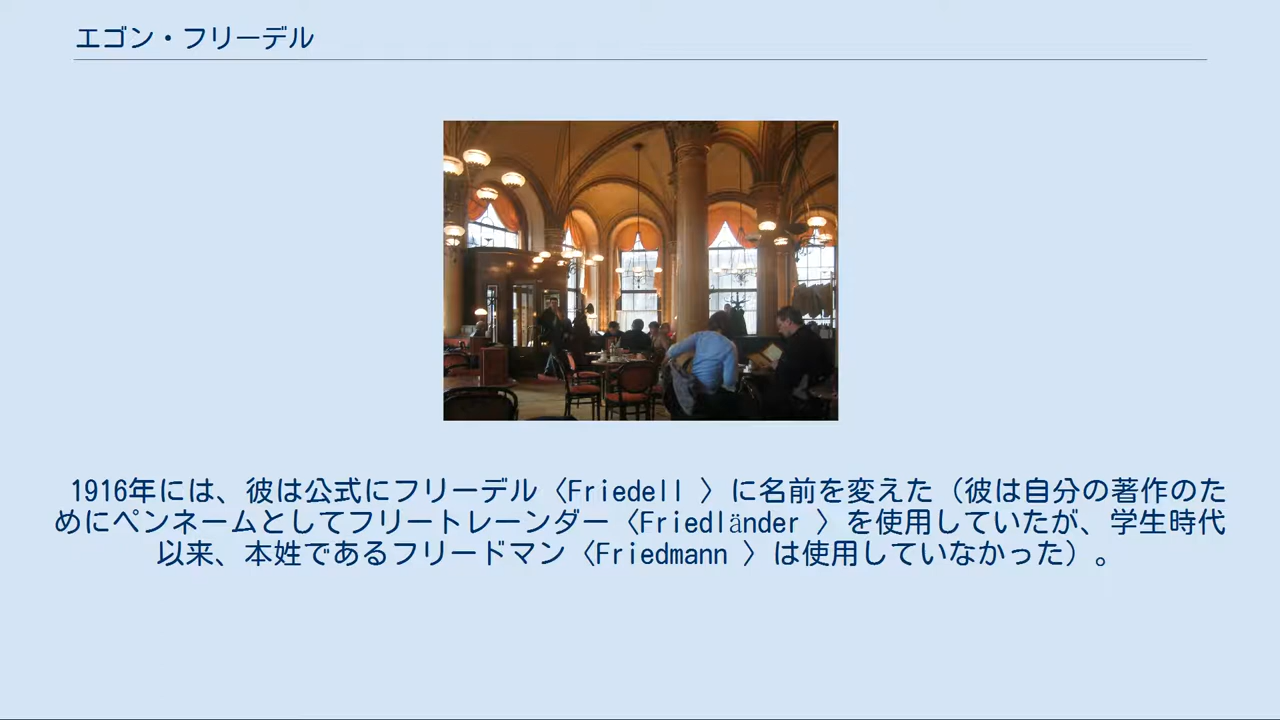 エゴン・フリーデル
1916年には、彼は公式にフリーデル〈Friedell 〉に名前を変えた（彼は自分の著作のた
めにペンネームとしてフリートレーンダー〈Friedländer 〉を使用していたが、学生時代
以来、本姓であるフリードマン〈Friedmann 〉は使用していなかった）。